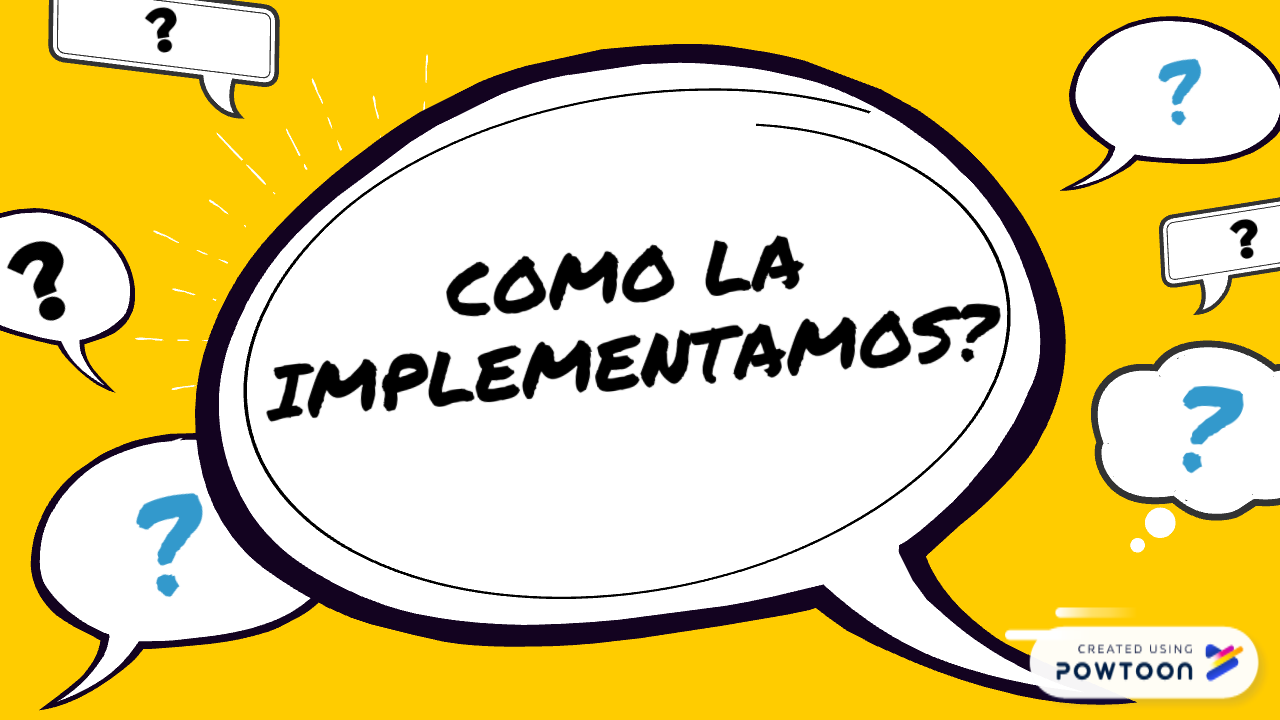 ?
?
?
?
COMO LA
IMPLEMENTAMOS?
?
?
CREATED USING
POWTOON